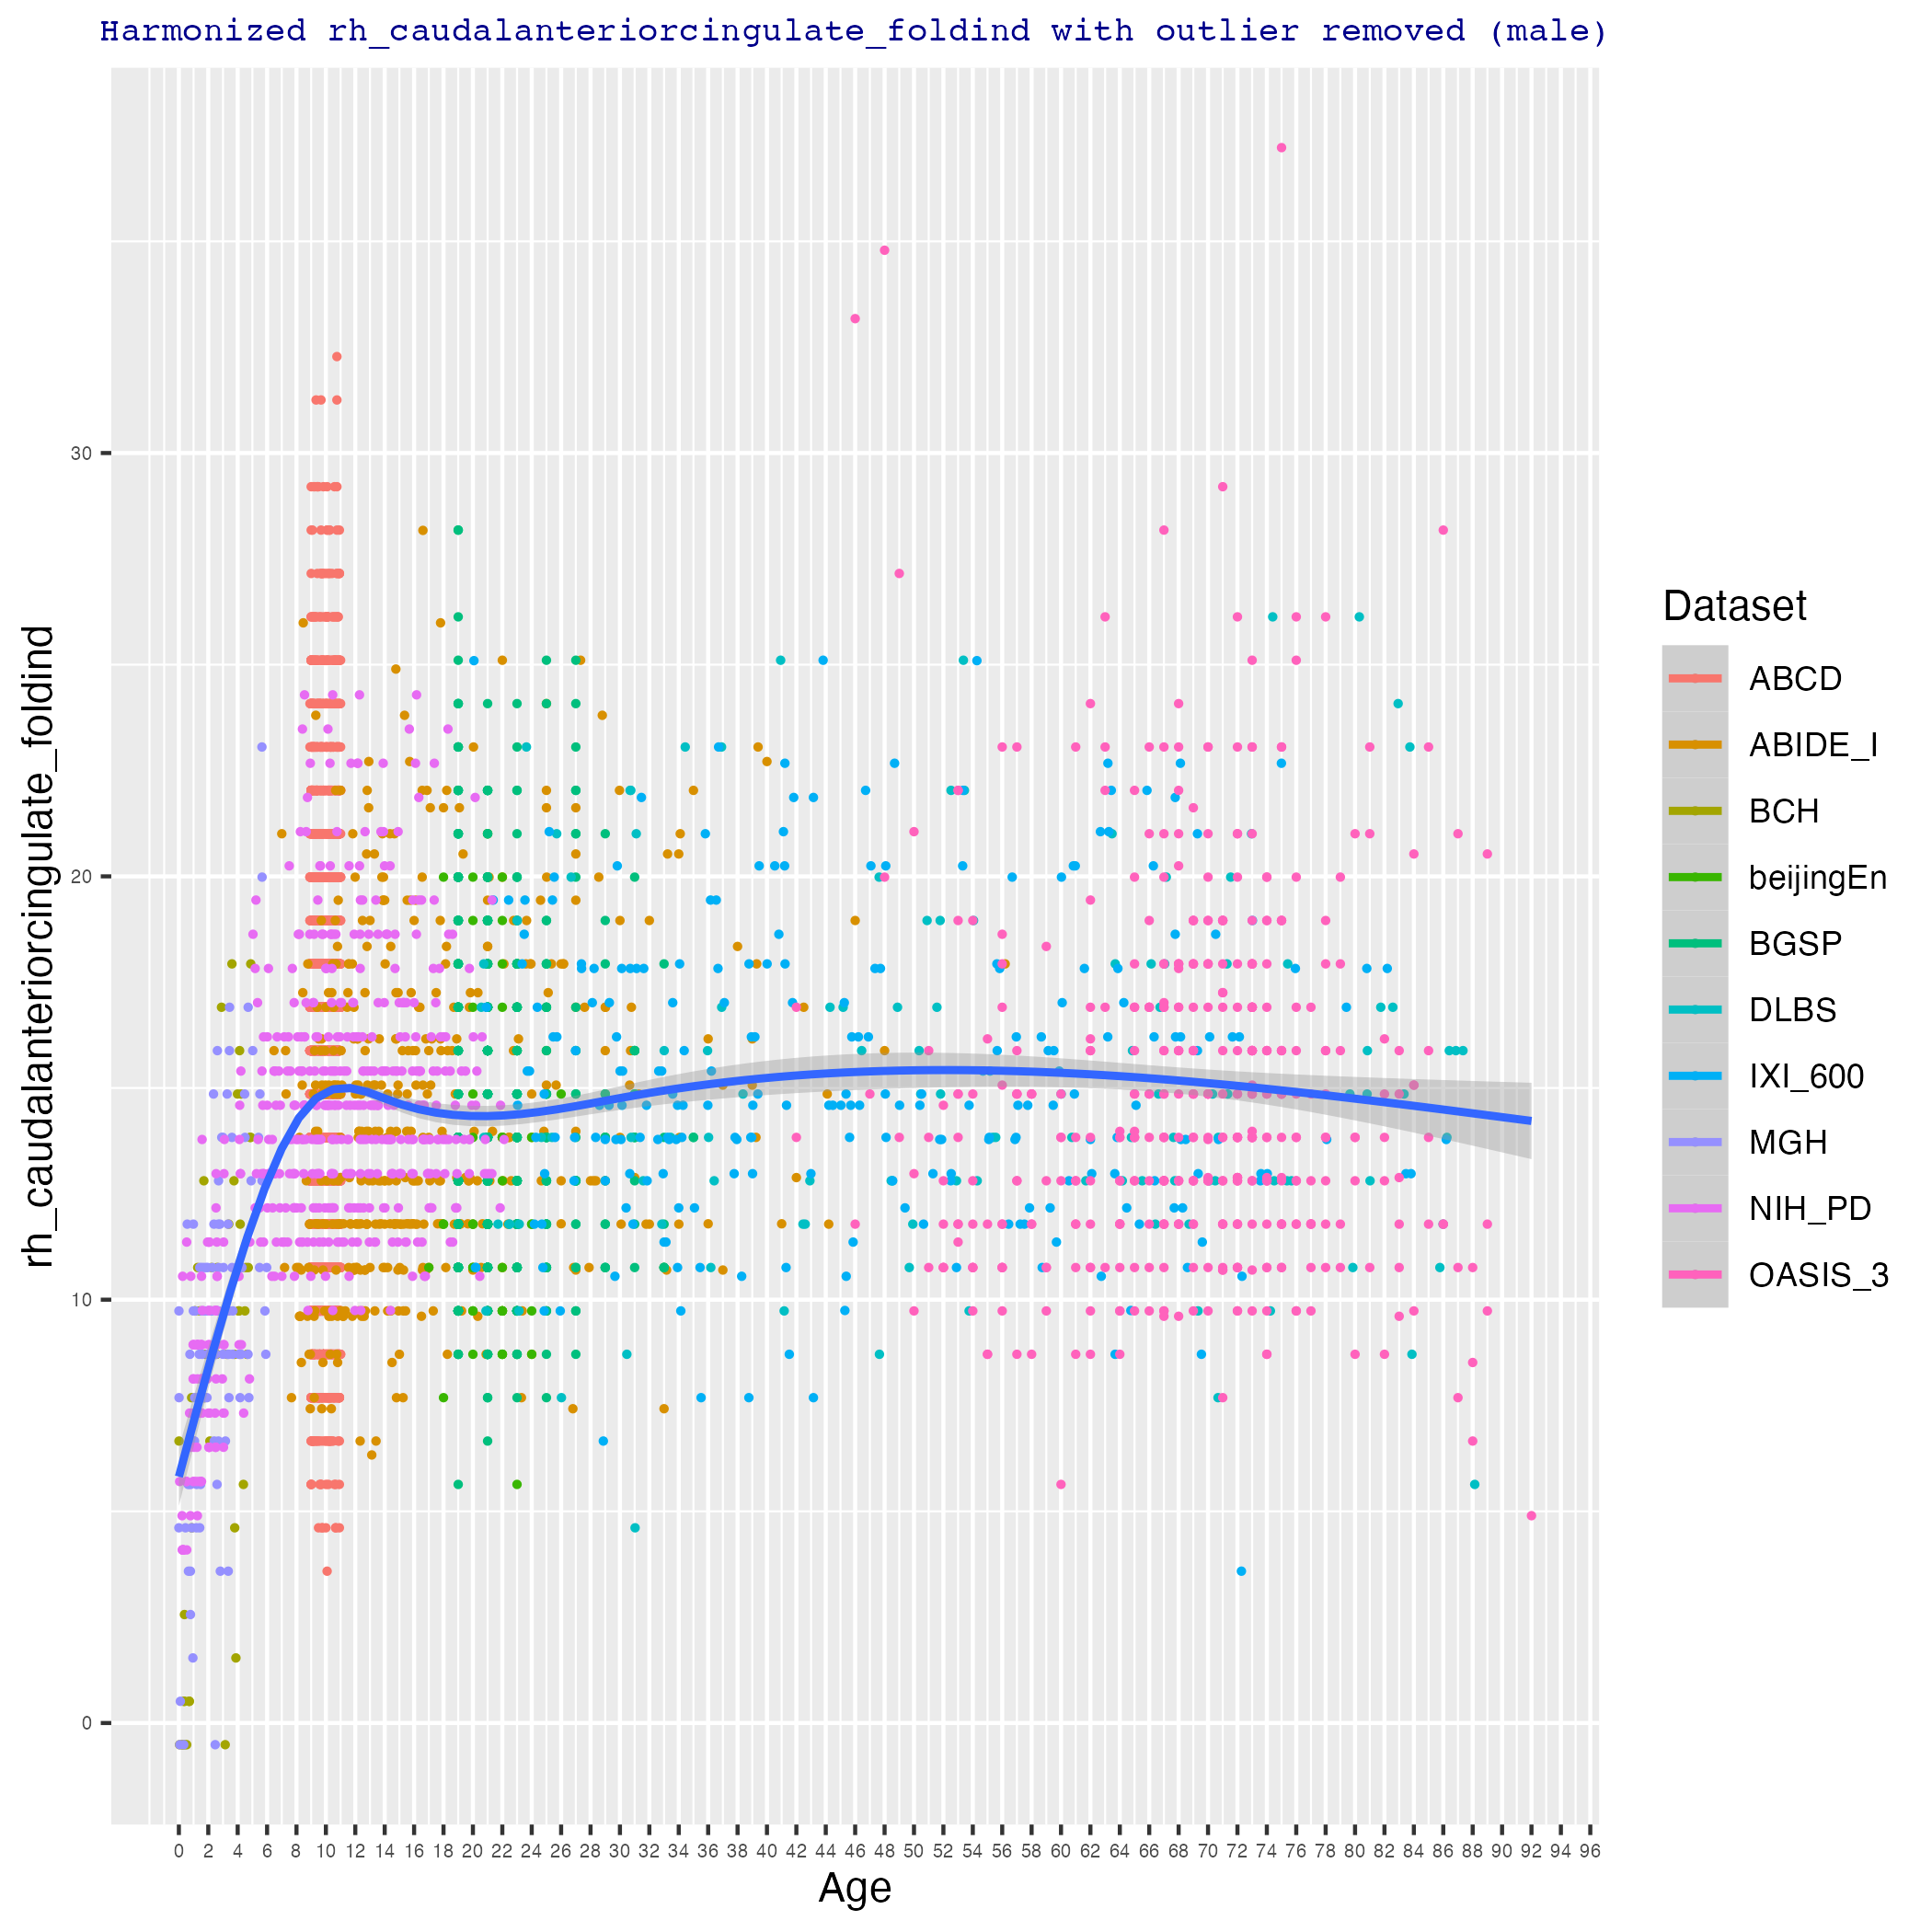 Harmonized rh_caudalanteriorcingulate_foldind with outlier removed (male)
rh_caudalanteriorcingulate_foldind
30
20
10
0
0 2 4 6 8 10 12 14 16 18 20 22 24 26 28 30 32 34 36 38 40 42 44 46 48 50 52 54 56 58 60 62 64 66 68 70 72 74 76 78 80 82 84 86 88 90 92 94 96
Age
Dataset
ABCD
ABIDE_I
BCH
beijingEn
BGSP
DLBS
IXI_600
MGH
NIH_PD
OASIS_3